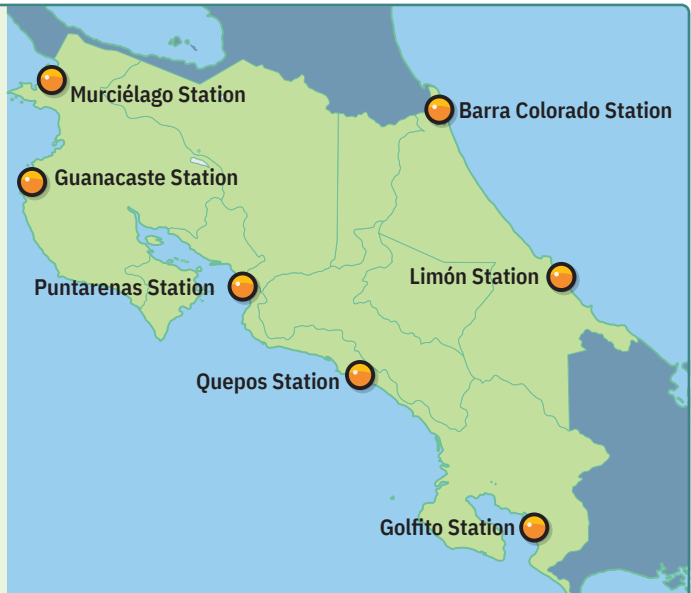 Murciélago Station
Barra Colorado Station
Guanacaste Station
Limón Station
Puntarenas Station
Quepos Station
Golfito Station